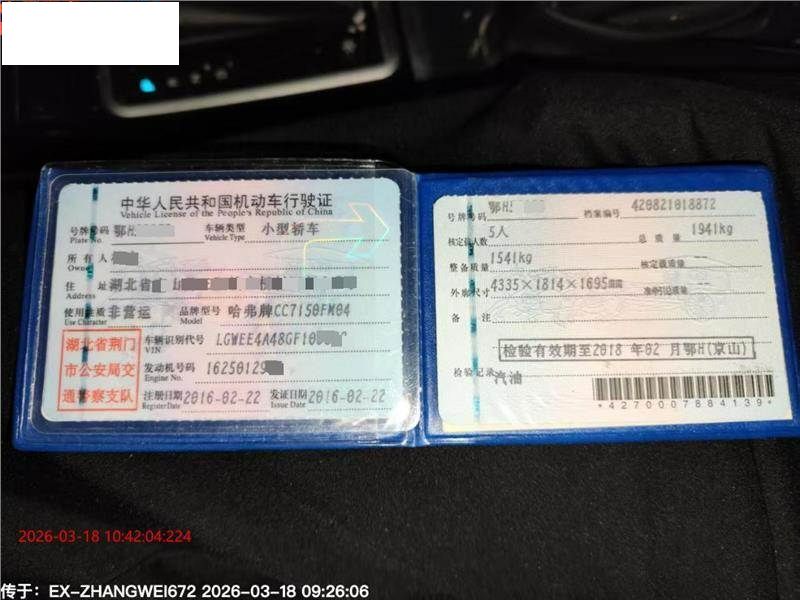 中华人民共和国机动车行驶证
Vehicle License of the People's Republic of China
号牌号码 鄂H 车辆类型 小型轿车
Plate No. Vehicle Type
所有人
Owner
住址 湖北省 山
Address
使用性质 非营运 品牌型号 哈弗牌CC7150FM04
Use Character Model
湖北省荆门
市公安局交
通警察支队
车辆识别代号 LGWEE4A48GF10
VIN
发动机号码 16250129
Engine No.
注册日期 2016-02-22 发证日期 2016-02-22
Register Date Issue Date
号牌号码 鄂H 档案编号 420821018872
核定载人数 5人 总质量 1941kg
整备质量 1541kg 核定载质量
外廓尺寸 4335×1814×1695 准牵引总质量
备注
检验有效期至2018 年02 月鄂H(京山)
检验记录
汽油
*4270007884139*
2026-03-18 10:42:04:224
传于：EX-ZHANGWEI672 2026-03-18 09:26:06